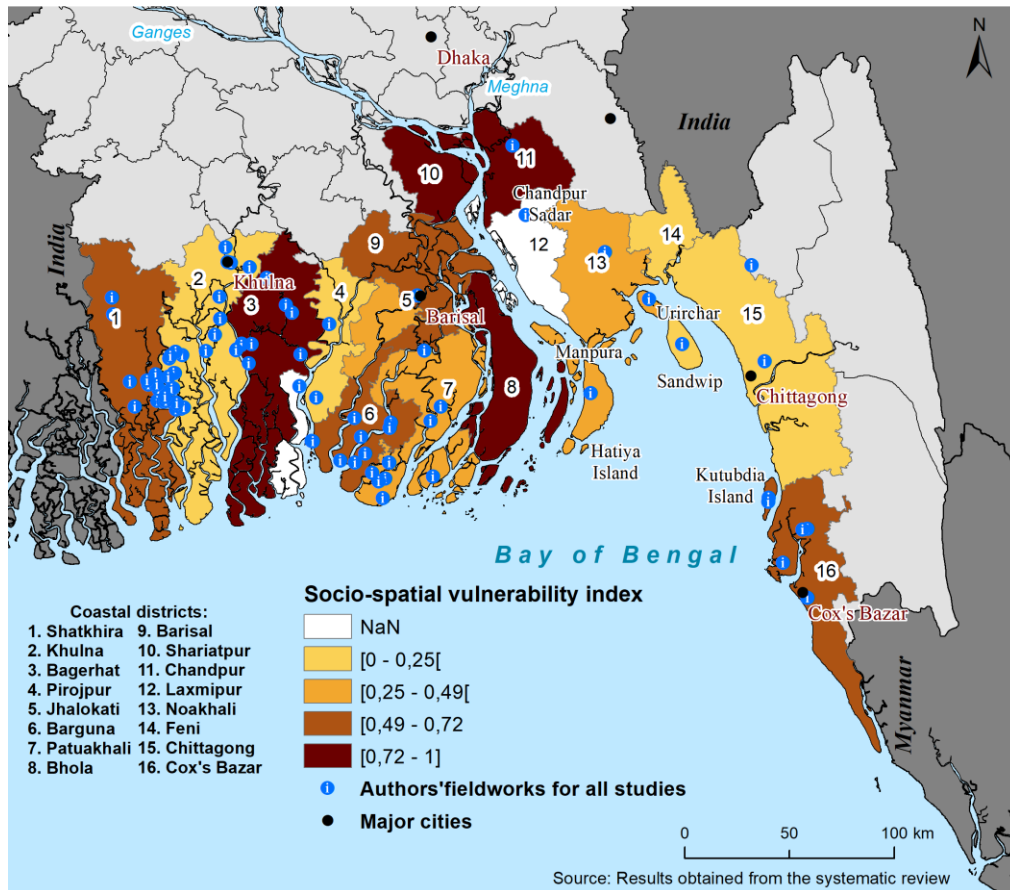 Ganges
Dhaka
N
Meghna
India
India
10
11
Chandpur
Sadar
12
9
14
13
2
Khulna
3
4
5
Barisal
1
15
Urirchar
Manpura
Sandwip
Chittagong
7
8
6
Hatiya
Island
Kutubdia
Island
Bay of Bengal
16
Cox's Bazar
Myanmar
Socio-spatial vulnerability index
NaN
[0 - 0,25[
[0,25 - 0,49[
[0,49 - 0,72
[0,72 - 1]
Authors'fieldworks for all studies
Major cities
Coastal districts:
1. Shatkhira 9. Barisal
2. Khulna 10. Shariatpur
3. Bagerhat 11. Chandpur
4. Pirojpur 12. Laxmipur
5. Jhalokati 13. Noakhali
6. Barguna 14. Feni
7. Patuakhali 15. Chittagong
8. Bhola 16. Cox's Bazar
0 50 100 km
Source: Results obtained from the systematic review